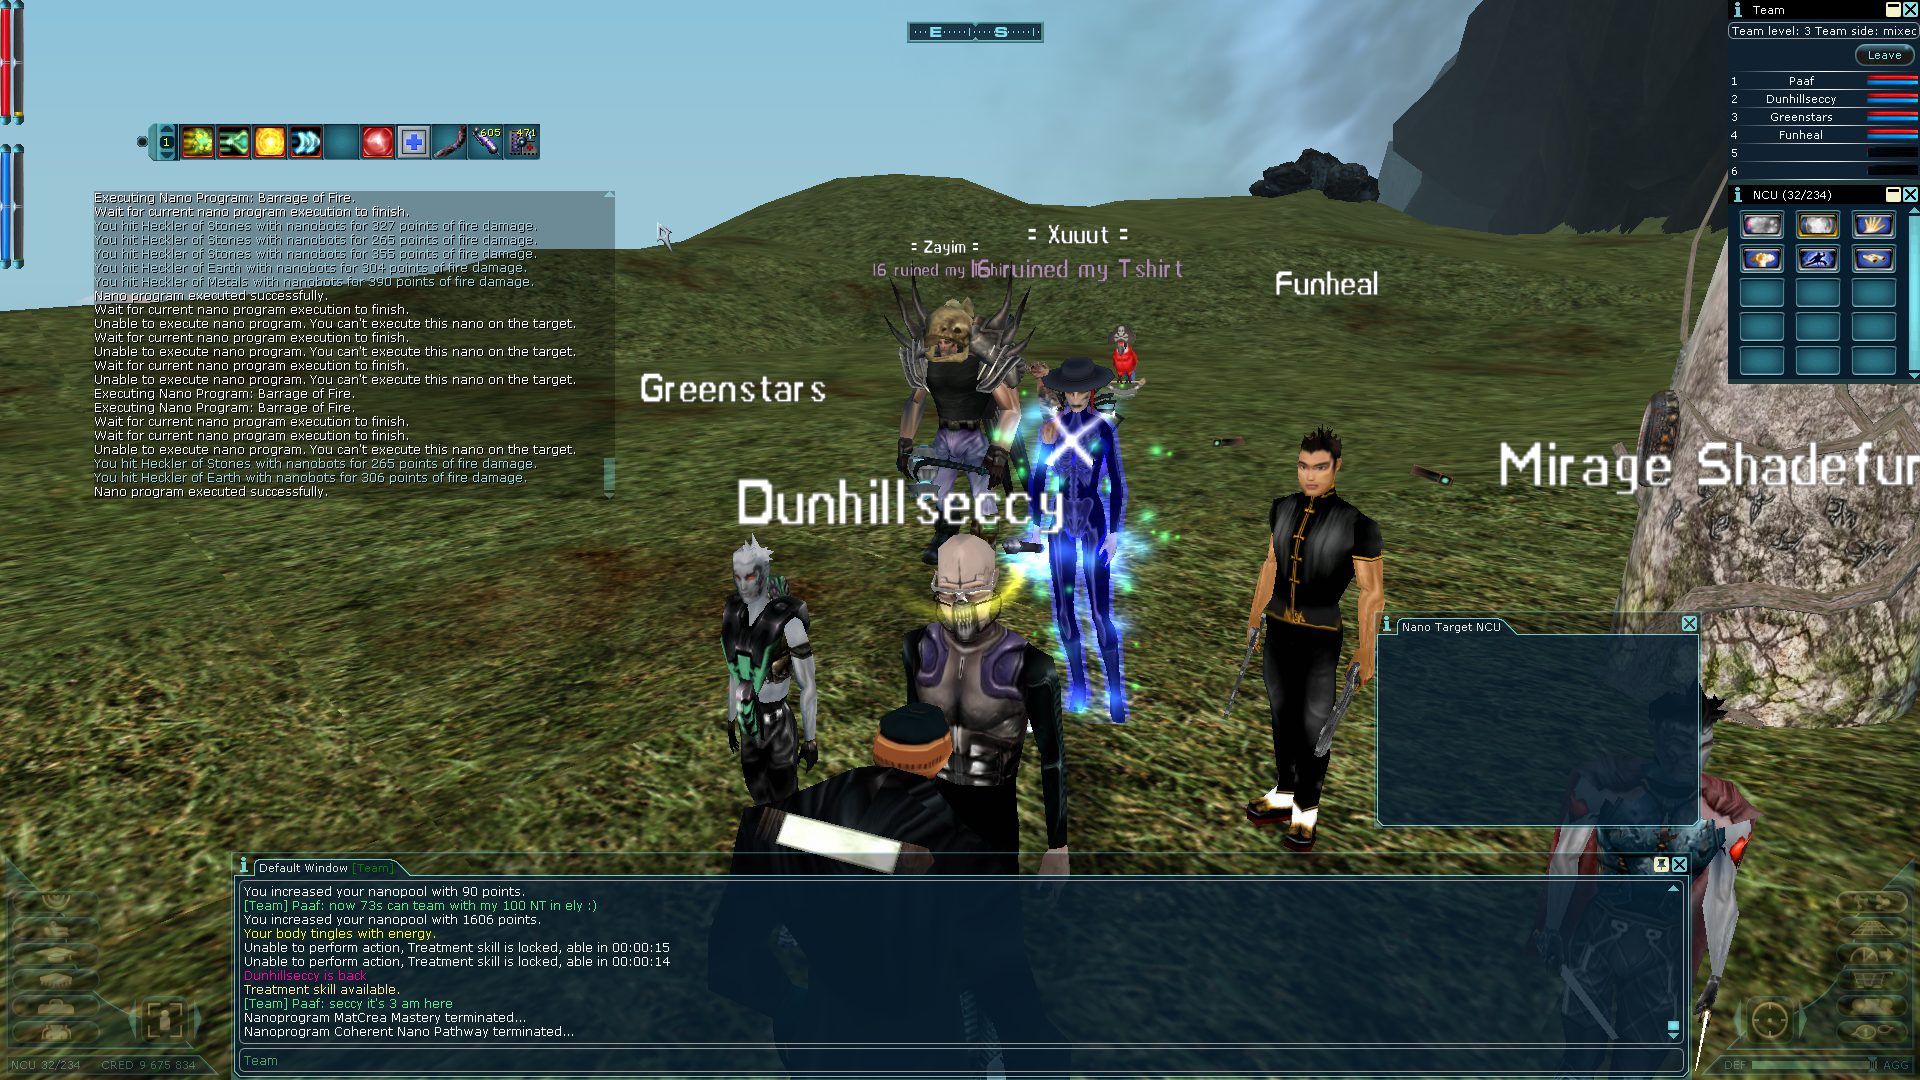 E S
Team
Team level: 3 Team side: mixec
Leave
1 Paaf
2 Dunhillseccy
3 Greenstars
4 Funheal
5
6
NCU (32/234)
1
605
471
Executing Nano Program: Barrage of Fire.
Wait for current nano program execution to finish.
You hit Heckler of Stones with nanobots for 327 points of fire damage.
You hit Heckler of Stones with nanobots for 265 points of fire damage.
You hit Heckler of Stones with nanobots for 355 points of fire damage.
You hit Heckler of Earth with nanobots for 304 points of fire damage.
You hit Heckler of Metals with nanobots for 390 points of fire damage.
Nano program executed successfully.
Wait for current nano program execution to finish.
Unable to execute nano program. You can't execute this nano on the target.
Wait for current nano program execution to finish.
Unable to execute nano program. You can't execute this nano on the target.
Wait for current nano program execution to finish.
Unable to execute nano program. You can't execute this nano on the target.
Executing Nano Program: Barrage of Fire.
Executing Nano Program: Barrage of Fire.
Wait for current nano program execution to finish.
Wait for current nano program execution to finish.
Unable to execute nano program. You can't execute this nano on the target.
You hit Heckler of Stones with nanobots for 265 points of fire damage.
You hit Heckler of Earth with nanobots for 306 points of fire damage.
Nano program executed successfully.
= Xuuut =
= Zayim =
I6 ruined my
I6 ruined my Tshirt
Funheal
Greenstars
Mirage Shadefur
Dunhillseccy
Nano Target NCU
Default Window [Team]
You increased your nanopool with 90 points.
[Team] Paaf: now 73s can team with my 100 NT in ely :)
You increased your nanopool with 1606 points.
Your body tingles with energy.
Unable to perform action, Treatment skill is locked, able in 00:00:15
Unable to perform action, Treatment skill is locked, able in 00:00:14
Dunhillseccy is back
Treatment skill available.
[Team] Paaf: seccy it's 3 am here
Nanoprogram MatCrea Mastery terminated...
Nanoprogram Coherent Nano Pathway terminated...
Team
NCU 32/234 CRED 9 675 834
DEF AGG